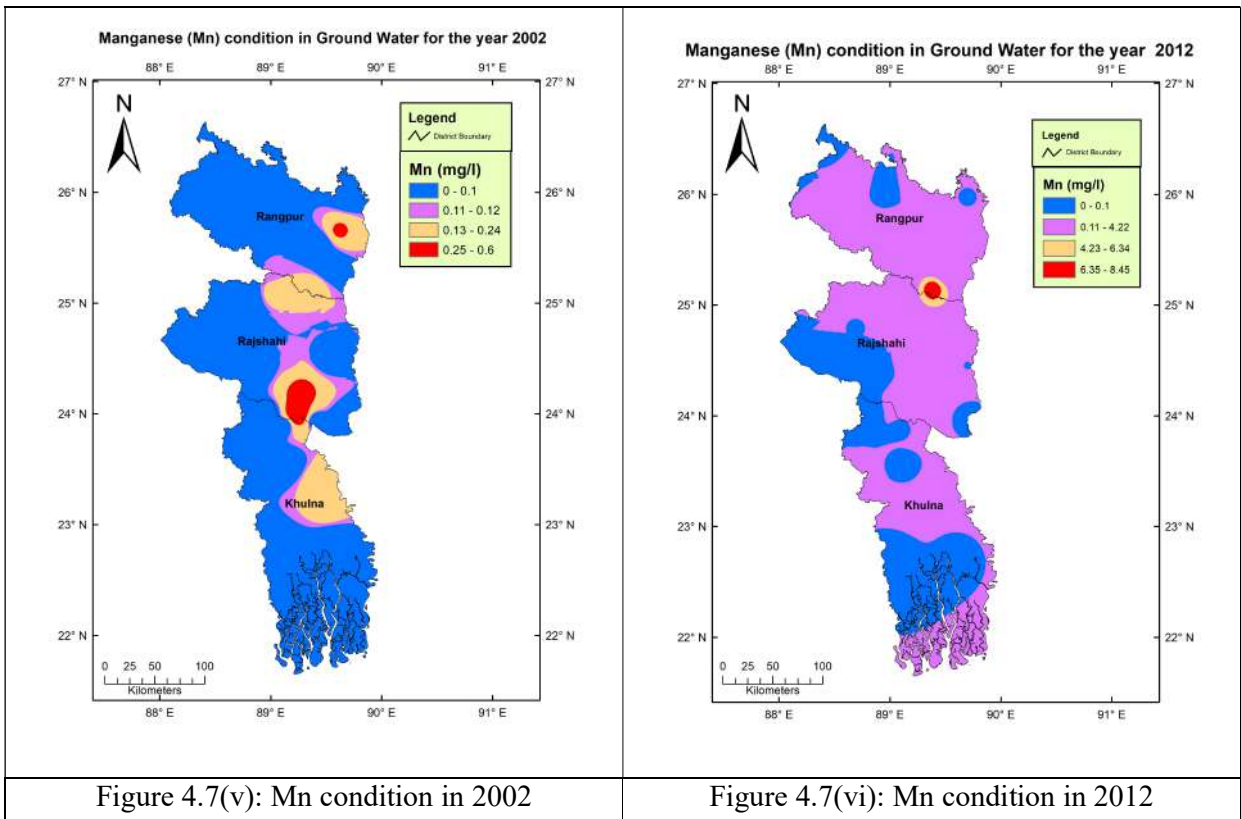 Manganese (Mn) condition in Ground Water for the year 2002
88° E 89° E 90° E 91° E
27° N 27° N
N
Legend
District Boundary
Mn (mg/l)
0 - 0.1
0.11 - 0.12
0.13 - 0.24
0.25 - 0.6
26° N 26° N
Rangpur
25° N 25° N
Rajshahi
24° N 24° N
Khulna
23° N 23° N
22° N 22° N
0 25 50 100
Kilometers
88° E 89° E 90° E 91° E
Figure 4.7(v): Mn condition in 2002
Manganese (Mn) condition in Ground Water for the year 2012
88° E 89° E 90° E 91° E
27° N 27° N
N
Legend
District Boundary
Mn (mg/l)
0 - 0.1
0.11 - 4.22
4.23 - 6.34
6.35 - 8.45
26° N 26° N
Rangpur
25° N 25° N
Rajshahi
24° N 24° N
Khulna
23° N 23° N
22° N 22° N
0 25 50 100
Kilometers
88° E 89° E 90° E 91° E
Figure 4.7(vi): Mn condition in 2012